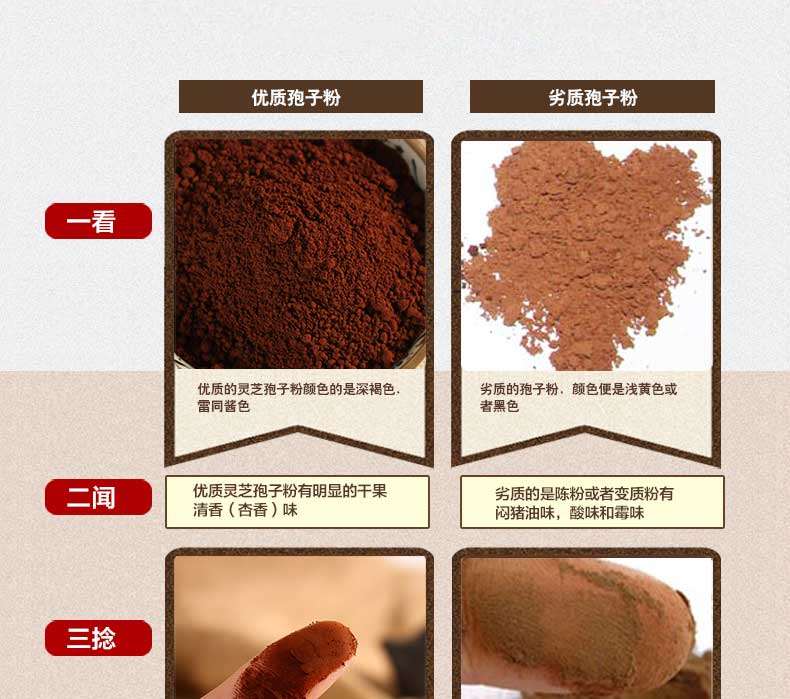 优质孢子粉
劣质孢子粉
一看
优质的灵芝孢子粉颜色的是深褐色.
雷同酱色
劣质的孢子粉.颜色便是浅黄色或
者黑色
二闻
优质灵芝孢子粉有明显的干果
清香（杏香）味
劣质的是陈粉或者变质粉有
闷猪油味，酸味和霉味
三捻